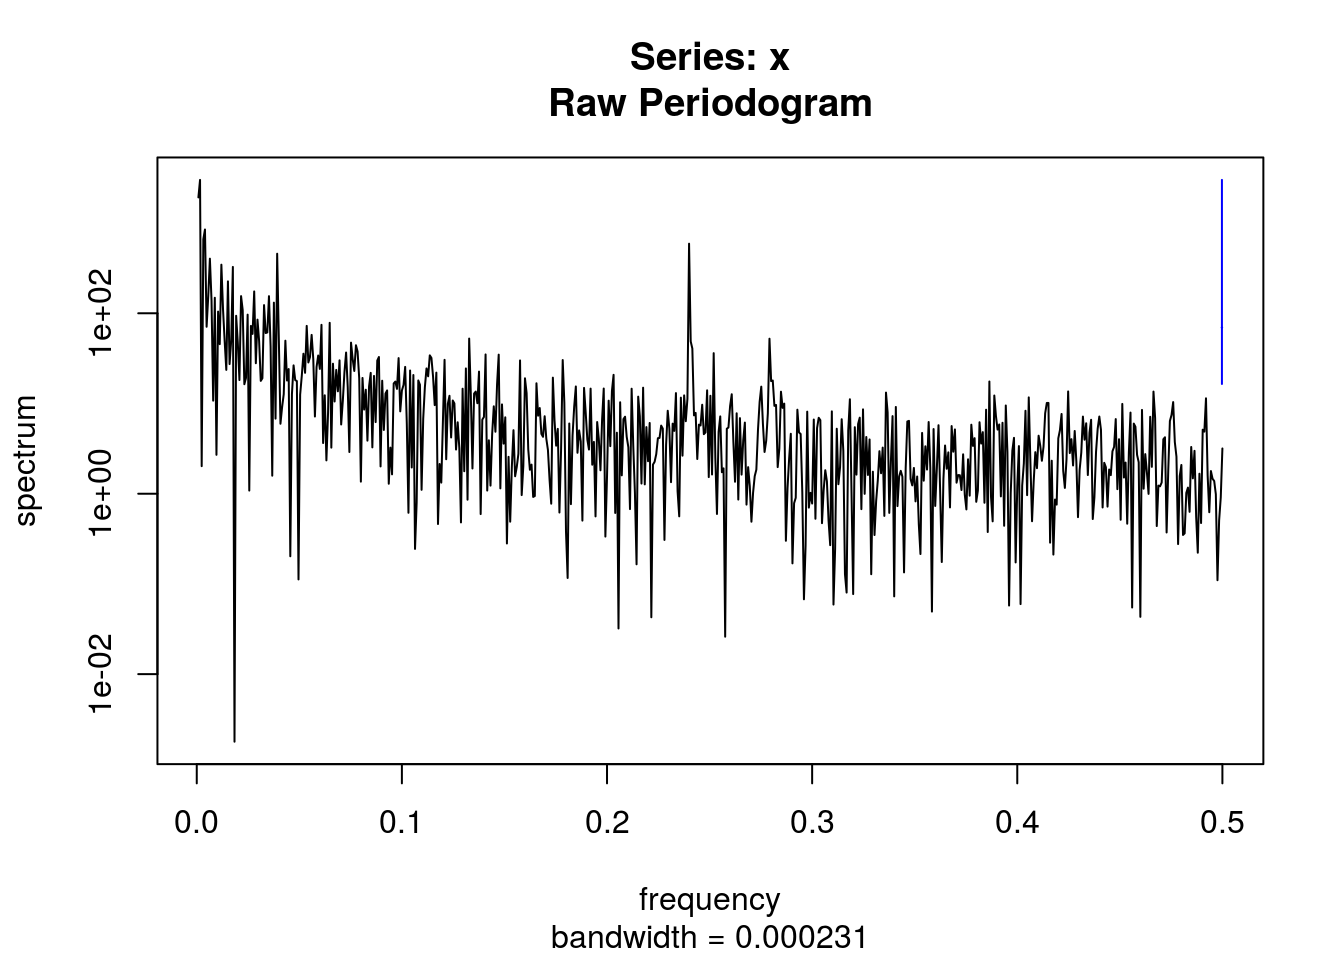 Series: x
Raw Periodogram
spectrum
1e+02
1e+00
1e-02
0.0 0.1 0.2 0.3 0.4 0.5
frequency
bandwidth = 0.000231